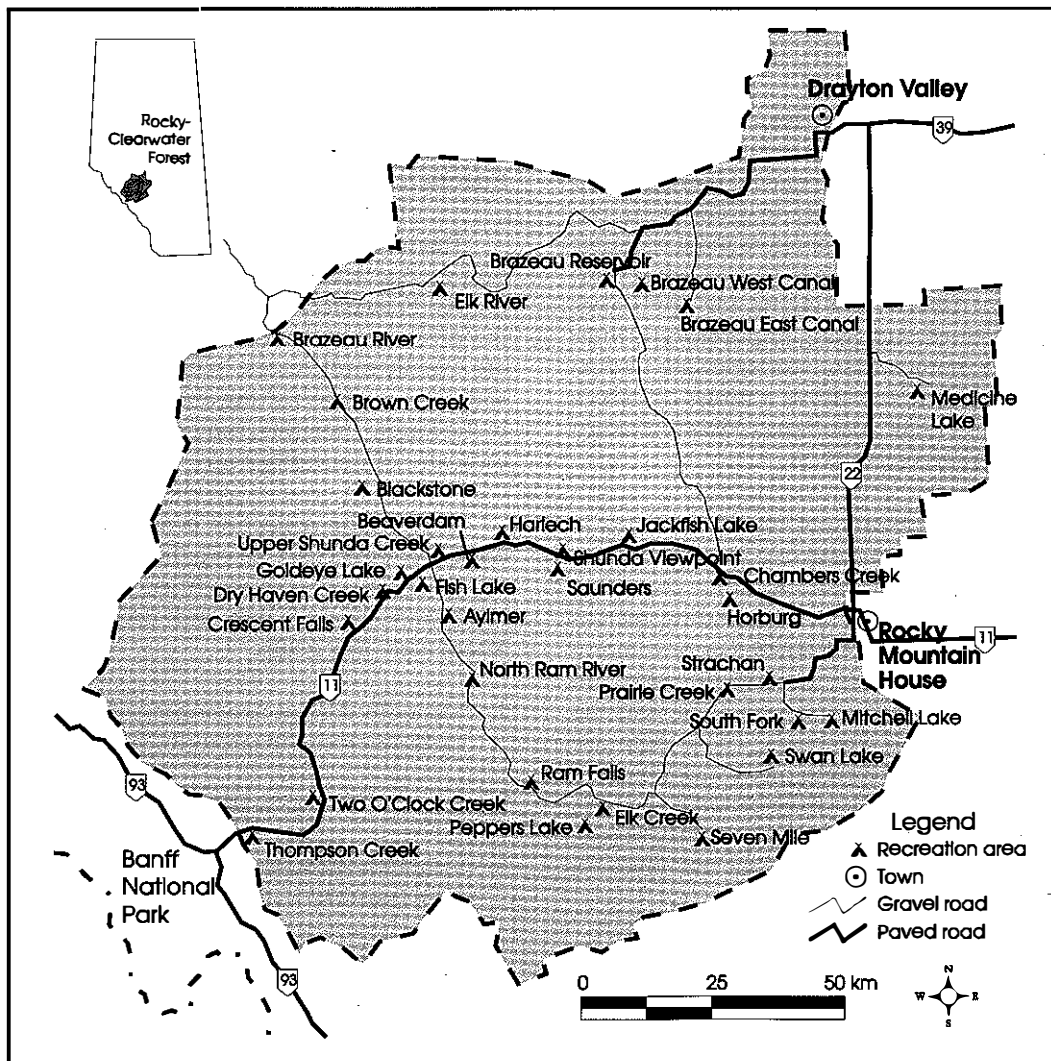 Rocky-
Clearwater
Forest
Drayton Valley
39
Brazeau Reservoir
Brazeau West Canal
Elk River
Brazeau East Canal
Brazeau River
Medicine
Lake
Brown Creek
22
Blackstone
Beaverdam
Harlech
Jackfish Lake
Upper Shunda Creek
Shunda Viewpoint
Goldeye Lake
Fish Lake
Saunders
Chambers Creek
Dry Haven Creek
Aylmer
Horburg
Crescent Falls
Rocky
Mountain
House
11
Strachan
North Ram River
Prairie Creek
11
South Fork
Mitchell Lake
Swan Lake
Ram Falls
93
Two O'Clock Creek
Elk Creek
Peppers Lake
Seven Mile
Thompson Creek
Banff
National
Park
93
Legend
Recreation area
Town
Gravel road
Paved road
0 25 50 km
N
W E
S